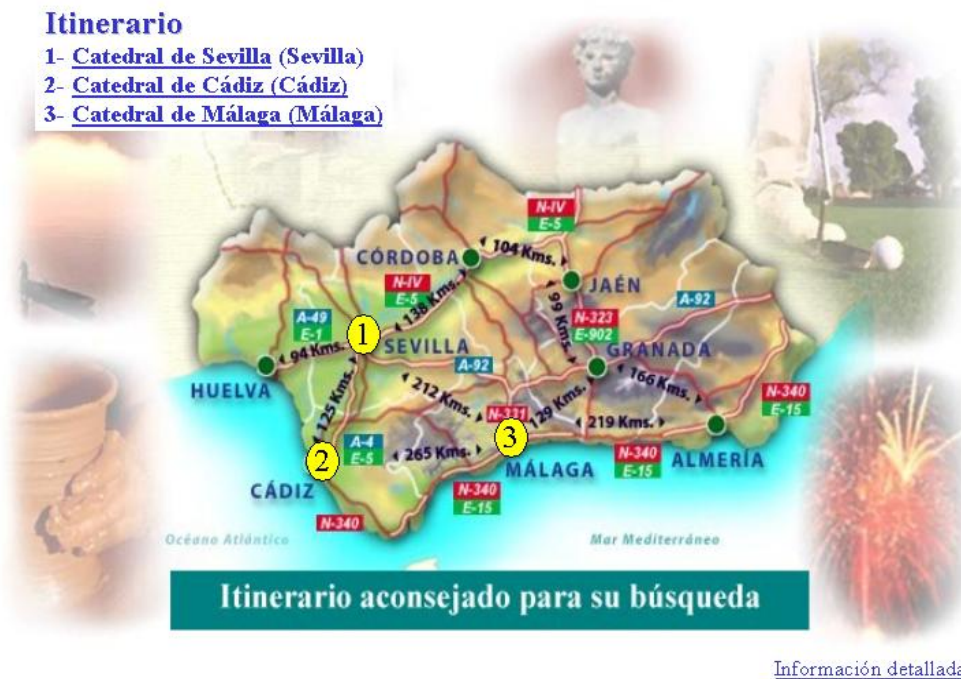 Itinerario
1- Catedral de Sevilla (Sevilla)
2- Catedral de Cádiz (Cádiz)
3- Catedral de Málaga (Málaga)
N-IV
E-5
104 Kms.
CÓRDOBA
JAÉN
N-IV
E-5
138 Kms.
A-92
99 Kms.
A-49
E-1
N-323
E-902
1
94 Kms.
SEVILLA
GRANADA
A-92
HUELVA
166 Kms.
212 Kms.
125 Kms.
N-340
E-15
N-331
129 Kms.
219 Kms.
3
A-4
E-5
265 Kms.
2
N-340
E-15
ALMERÍA
MÁLAGA
CÁDIZ
N-340
E-15
N-340
Océano Atlántico
Mar Mediterráneo
Itinerario aconsejado para su búsqueda
Información detallada